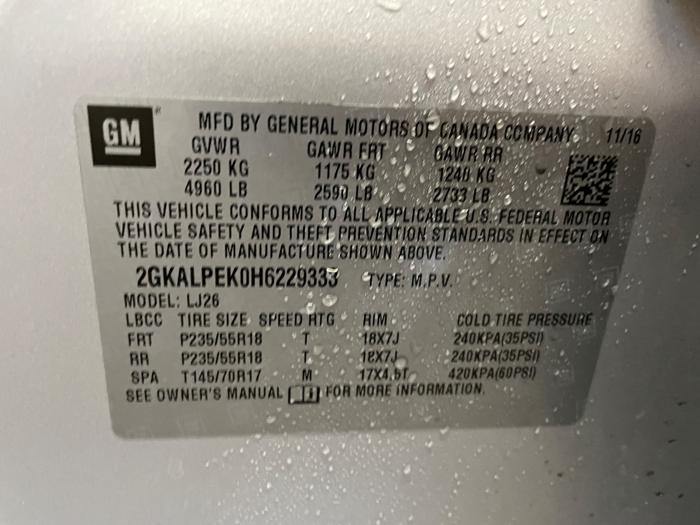 GM
MFD BY GENERAL MOTORS OF CANADA COMPANY 11/16
GVWR GAWR FRT GAWR RR
2250 KG 1175 KG 1240 KG
4960 LB 2590 LB 2733 LB
THIS VEHICLE CONFORMS TO ALL APPLICABLE U.S. FEDERAL MOTOR
VEHICLE SAFETY AND THEFT PREVENTION STANDARDS IN EFFECT ON
THE DATE OF MANUFACTURE SHOWN ABOVE.
2GKALPEK0H6229333 TYPE: M.P.V.
MODEL: LJ26
LBCC TIRE SIZE SPEED RTG RIM COLD TIRE PRESSURE
FRT P235/55R18 T 18X7J 240KPA(35PSI)
RR P235/55R18 T 18X7J 240KPA(35PSI)
SPA T145/70R17 M 17X4.5T 420KPA(60PSI)
SEE OWNER'S MANUAL FOR MORE INFORMATION.